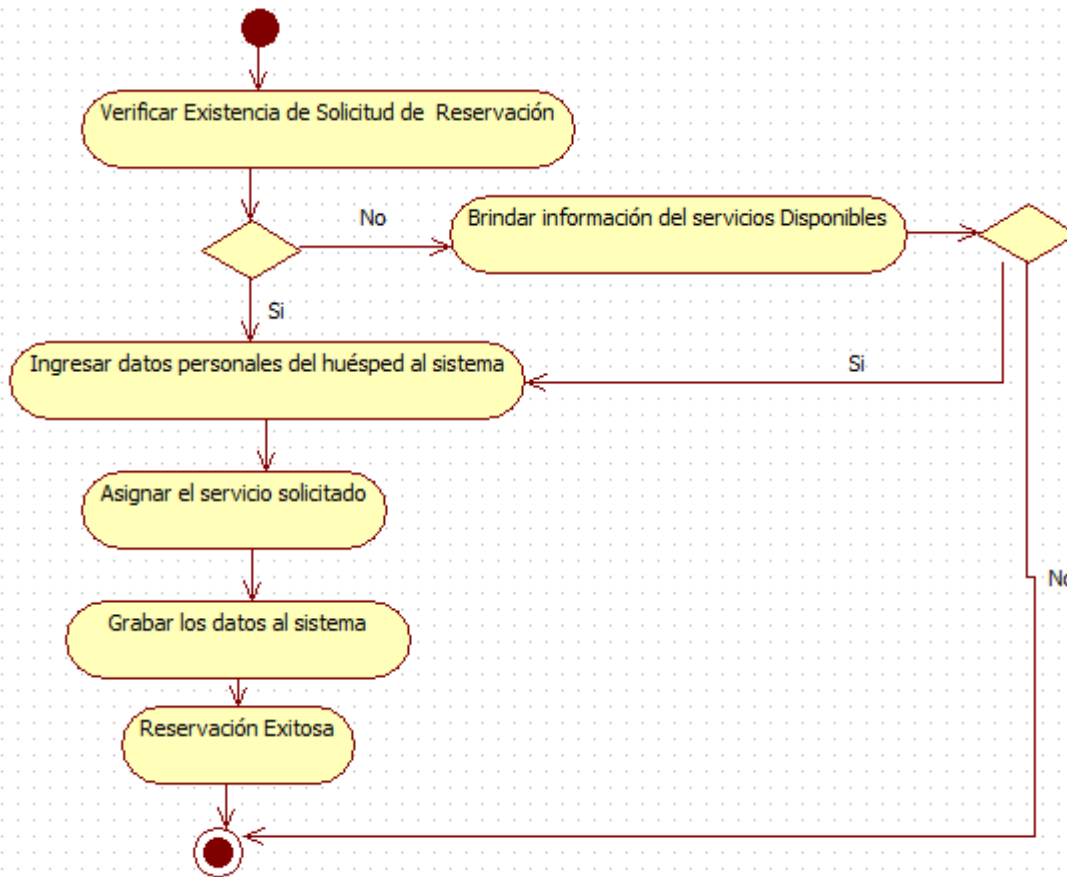 Verificar Existencia de Solicitud de Reservación
No
Brindar información del servicios Disponibles
Si
Ingresar datos personales del huésped al sistema
Si
Asignar el servicio solicitado
No
Grabar los datos al sistema
Reservación Exitosa